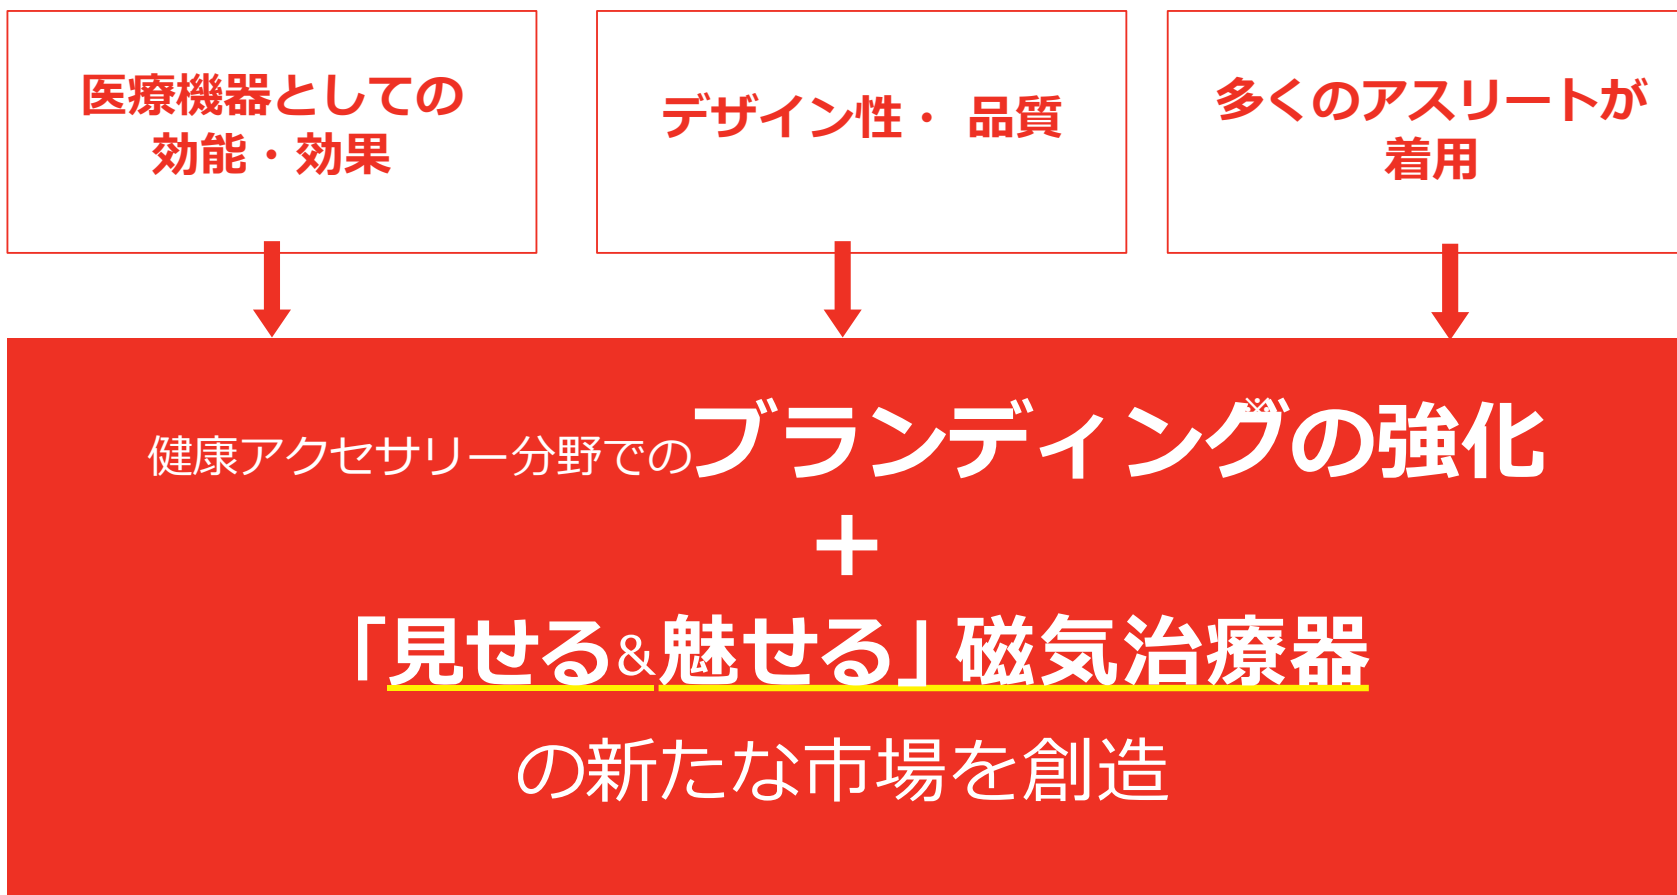 医療機器としての
効能・効果
デザイン性・ 品質
多くのアスリートが
着用
健康アクセサリー分野でのブランディング※の強化
+
「見せる&魅せる」磁気治療器
の新たな市場を創造